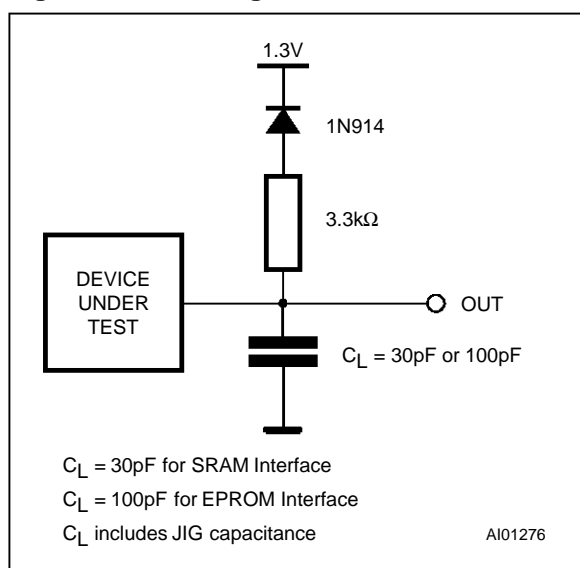 1.3V
1N914
3.3kΩ
DEVICE
UNDER
TEST
OUT
CL = 30pF or 100pF
CL = 30pF for SRAM Interface
CL = 100pF for EPROM Interface
CL includes JIG capacitance
AI01276